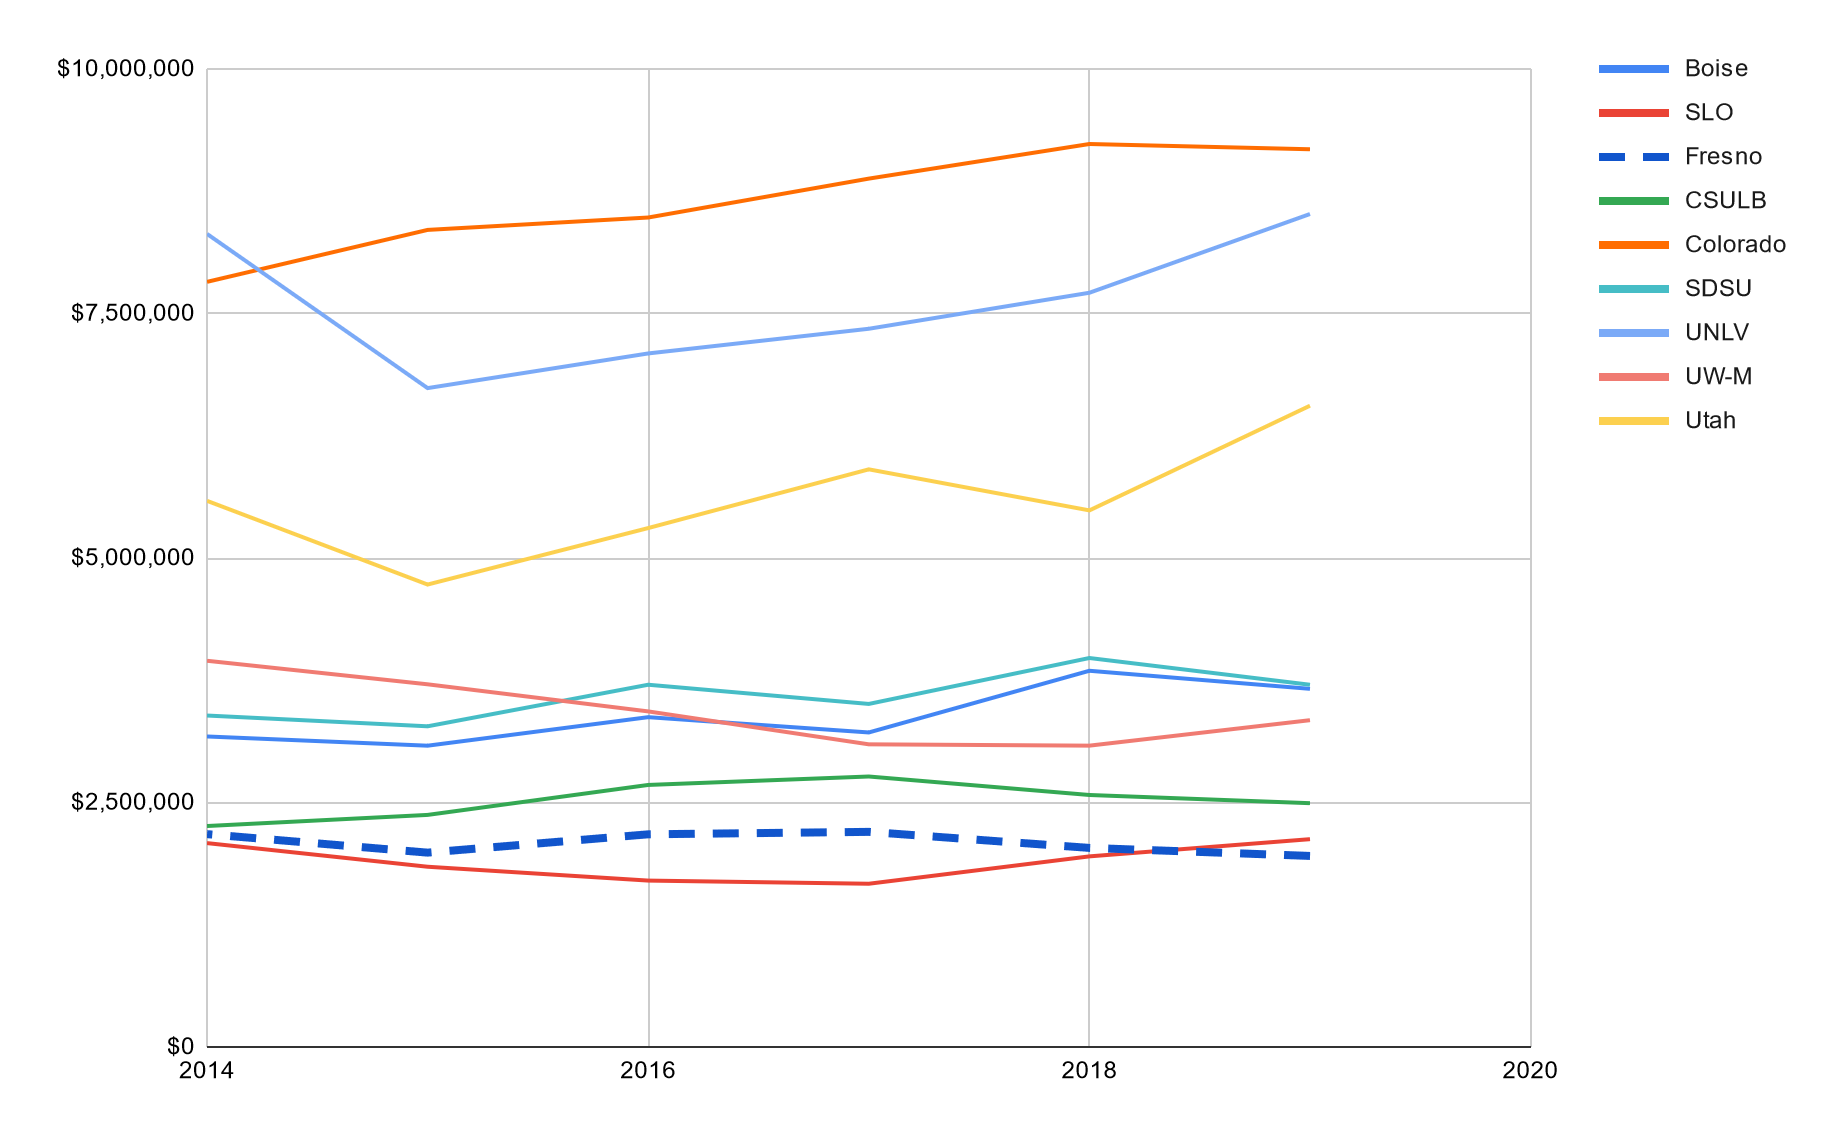 $10,000,000
$7,500,000
$5,000,000
$2,500,000
$0
2014
2016
2018
2020
Boise
SLO
Fresno
CSULB
Colorado
SDSU
UNLV
UW-M
Utah